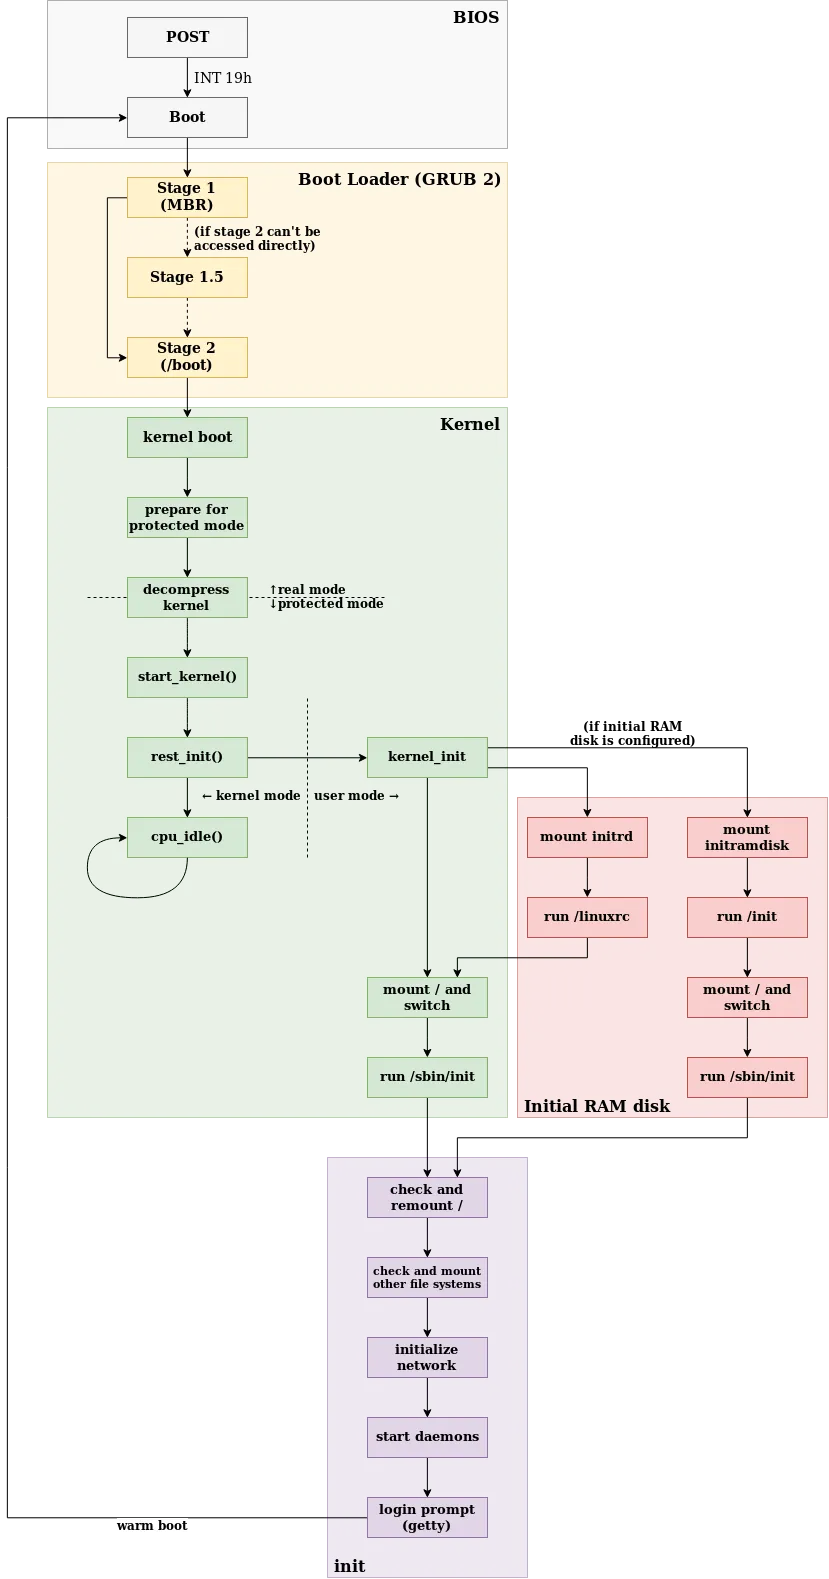 BIOS
POST
INT 19h
Boot
Boot Loader (GRUB 2)
Stage 1
(MBR)
(if stage 2 can't be
accessed directly)
Stage 1.5
Stage 2
(/boot)
Kernel
kernel boot
prepare for
protected mode
decompress
kernel
↑real mode
↓protected mode
start_kernel()
rest_init()
kernel_init
(if initial RAM
disk is configured)
← kernel mode
user mode →
cpu_idle()
mount initrd
mount
initramdisk
run /linuxrc
run /init
mount / and
switch
mount / and
switch
run /sbin/init
run /sbin/init
Initial RAM disk
check and
remount /
check and mount
other file systems
initialize
network
start daemons
login prompt
(getty)
warm boot
init